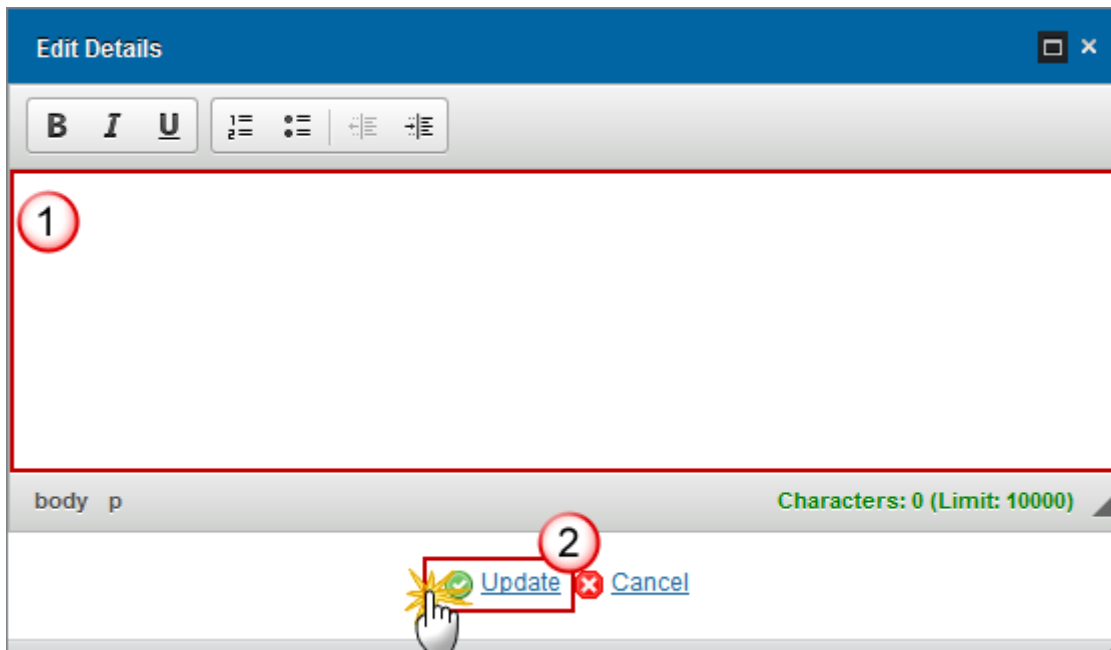 Edit Details
B I U
1
body p Characters: 0 (Limit: 10000)
2
Update Cancel